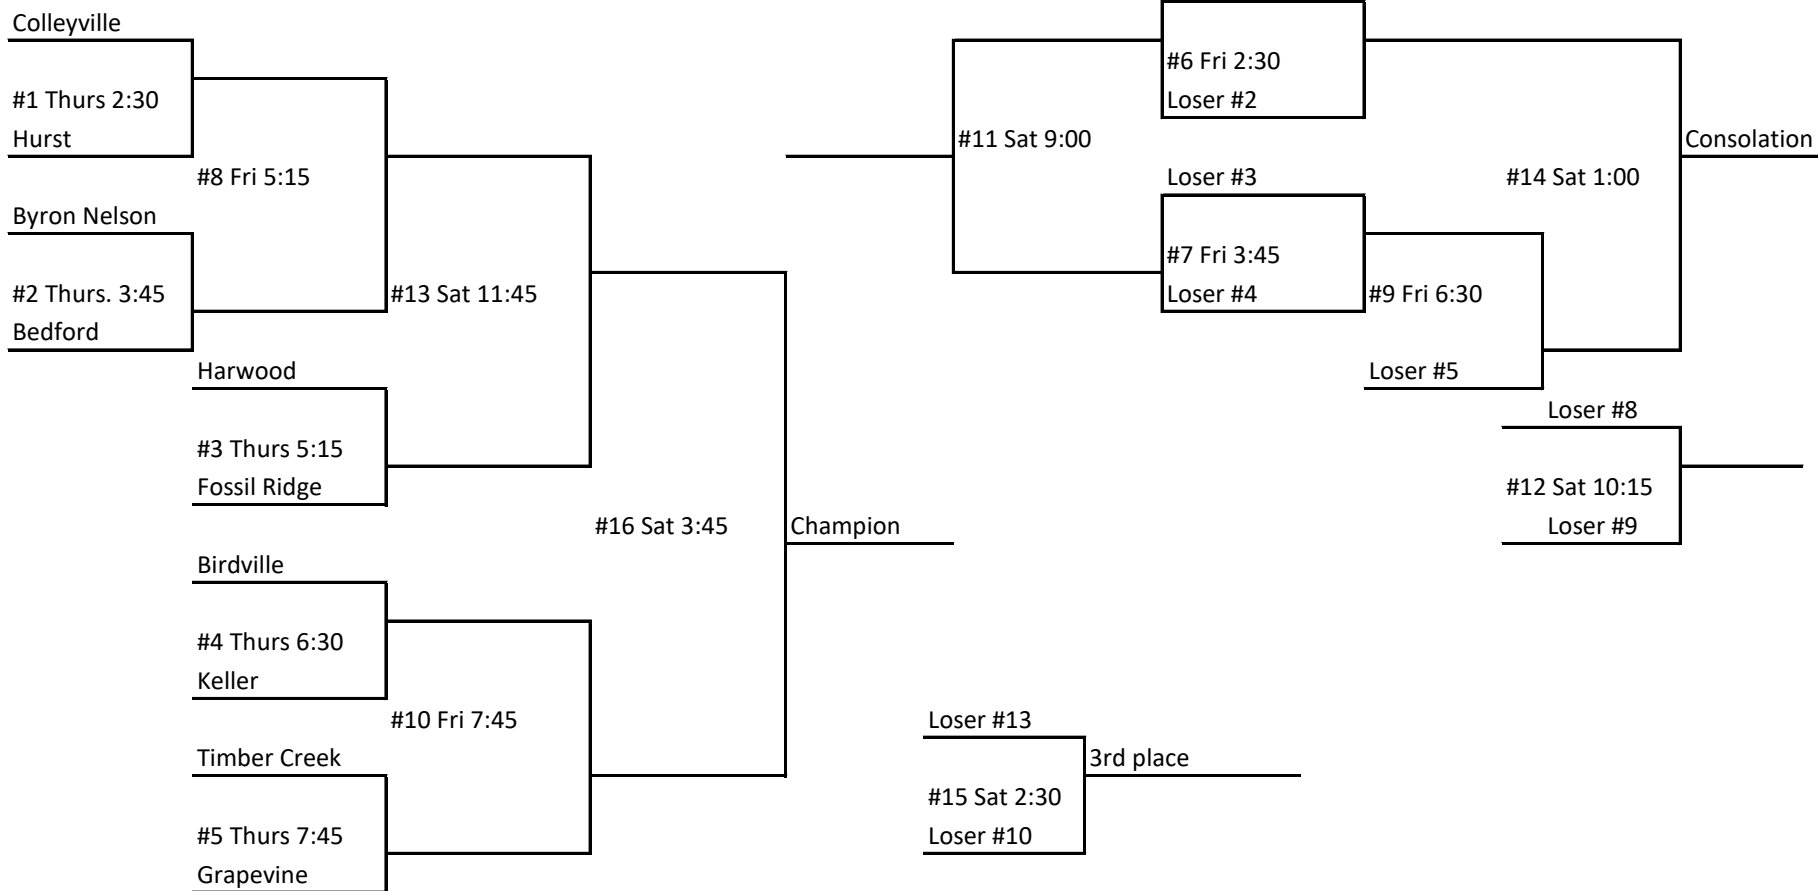 Colleyville
#1 Thurs 2:30
Hurst
#8 Fri 5:15
Byron Nelson
#2 Thurs. 3:45
Bedford
#13 Sat 11:45
Harwood
#3 Thurs 5:15
Fossil Ridge
#16 Sat 3:45
Champion
Birdville
#4 Thurs 6:30
Keller
#10 Fri 7:45
Timber Creek
#5 Thurs 7:45
Grapevine
#6 Fri 2:30
Loser #2
#11 Sat 9:00
Loser #3
#7 Fri 3:45
Loser #4
#9 Fri 6:30
Loser #5
#14 Sat 1:00
Consolation
Loser #8
#12 Sat 10:15
Loser #9
Loser #13
3rd place
#15 Sat 2:30
Loser #10